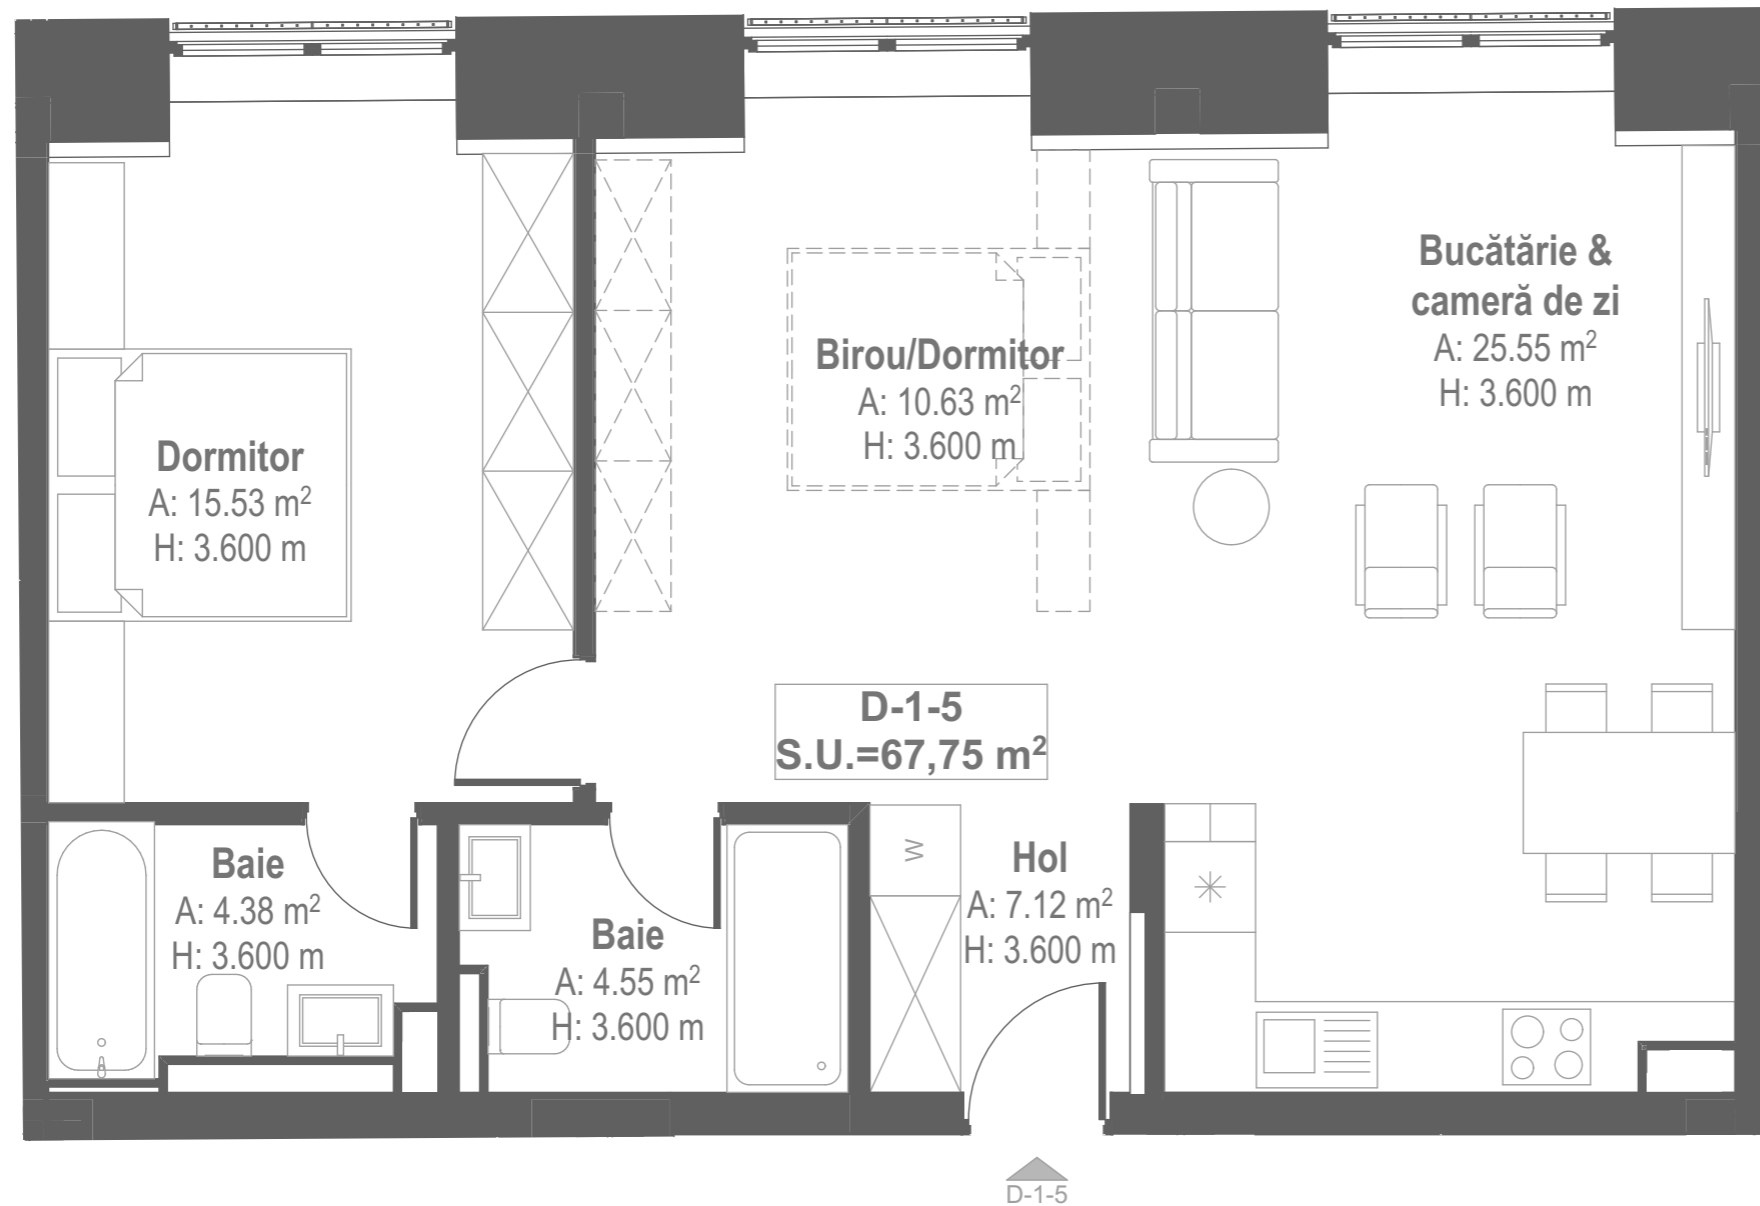 Bucătărie &
cameră de zi
A: 25.55 m²
H: 3.600 m
Birou/Dormitor
A: 10.63 m²
H: 3.600 m
Dormitor
A: 15.53 m²
H: 3.600 m
D-1-5
S.U.=67,75 m²
Baie
A: 4.38 m²
H: 3.600 m
Baie
A: 4.55 m²
H: 3.600 m
W
Hol
A: 7.12 m²
H: 3.600 m
D-1-5